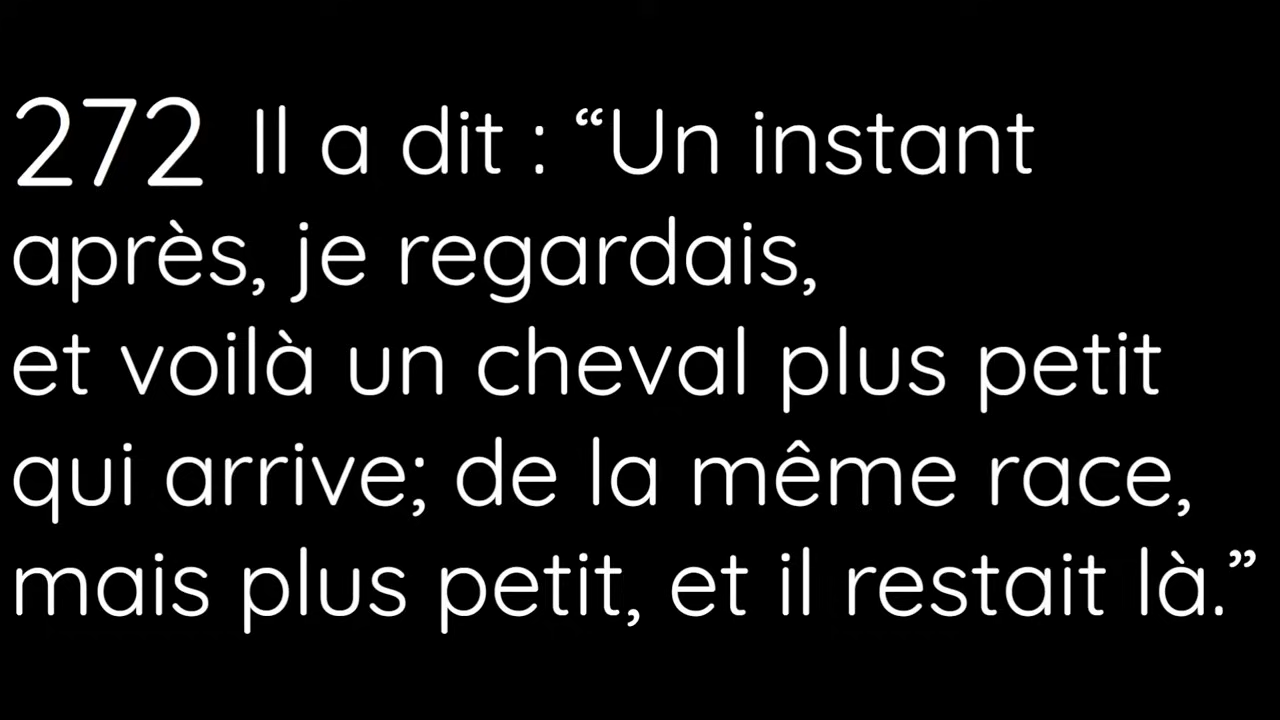 272 Il a dit : “Un instant
après, je regardais,
et voilà un cheval plus petit
qui arrive; de la même race,
mais plus petit, et il restait là.”